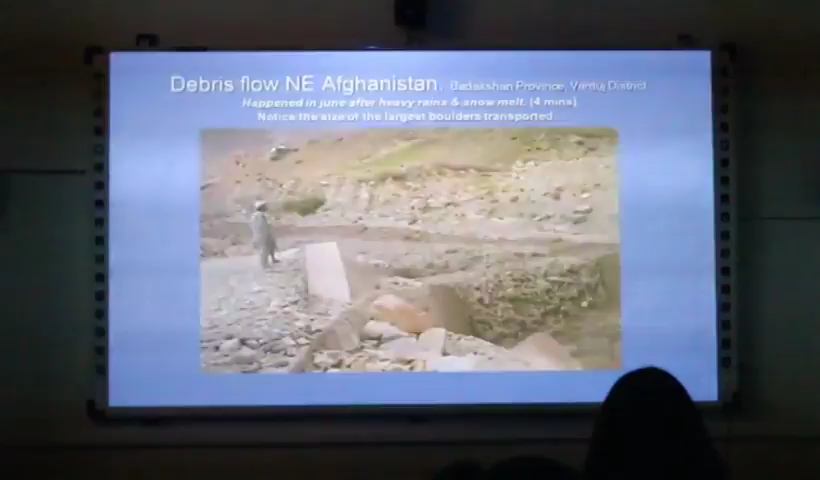 Debris flow NE Afghanistan. Badakshan Province, Varduj District
Happened in june after heavy rains & snow melt. (4 mins)
Notice the size of the largest boulders transported